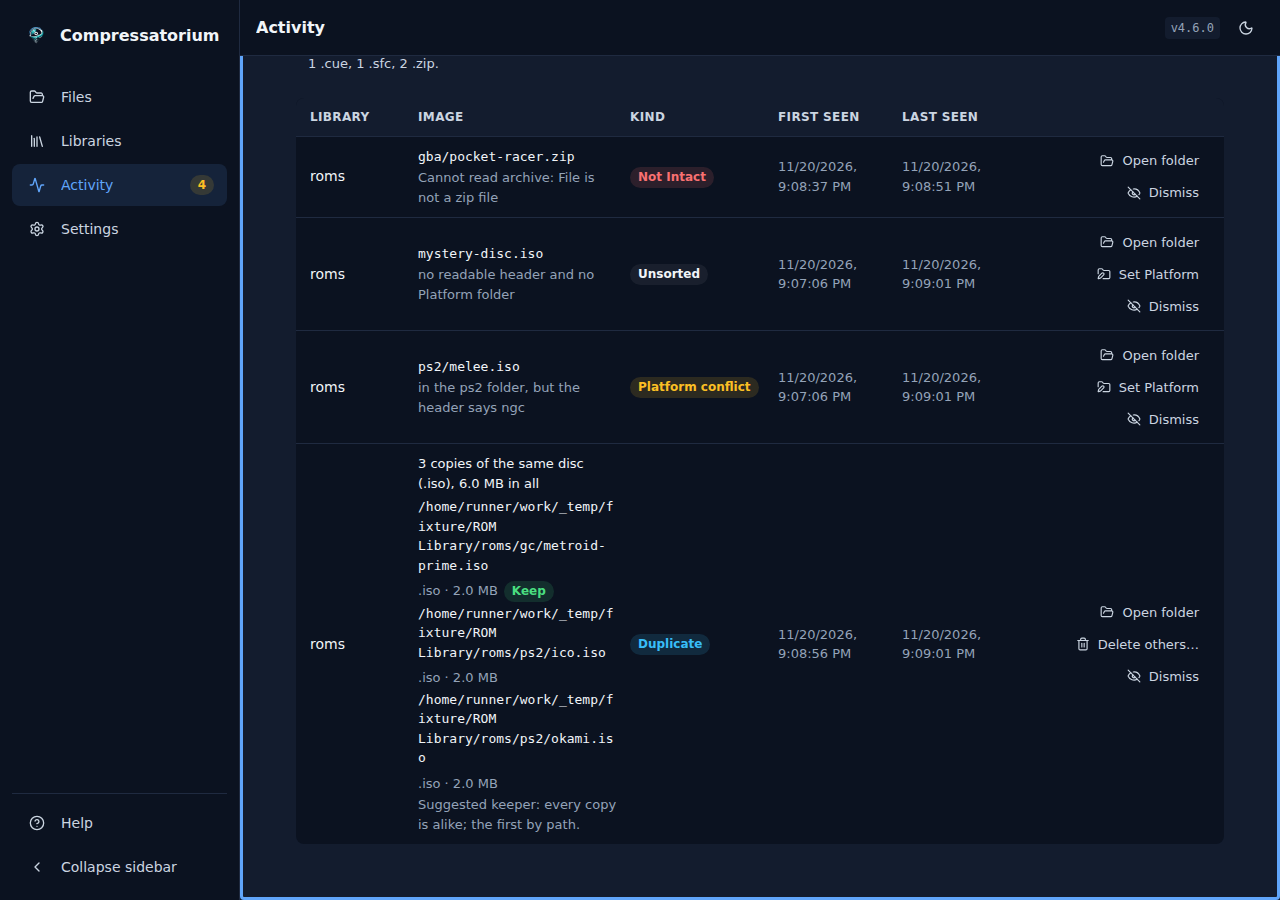 Compressatorium
Activity
v4.6.0
Files
Libraries
Activity 4
Settings
Help
Collapse sidebar
1 .cue, 1 .sfc, 2 .zip.
LIBRARY IMAGE KIND FIRST SEEN LAST SEEN
roms
gba/pocket-racer.zip
Cannot read archive: File is
not a zip file
Not Intact
11/20/2026,
9:08:37 PM
11/20/2026,
9:08:51 PM
Open folder
Dismiss
roms
mystery-disc.iso
no readable header and no
Platform folder
Unsorted
11/20/2026,
9:07:06 PM
11/20/2026,
9:09:01 PM
Open folder
Set Platform
Dismiss
roms
ps2/melee.iso
in the ps2 folder, but the
header says ngc
Platform conflict
11/20/2026,
9:07:06 PM
11/20/2026,
9:09:01 PM
Open folder
Set Platform
Dismiss
roms
3 copies of the same disc
(.iso), 6.0 MB in all
/home/runner/work/_temp/f
ixture/ROM
Library/roms/gc/metroid-
prime.iso
.iso · 2.0 MB Keep
/home/runner/work/_temp/f
ixture/ROM
Library/roms/ps2/ico.iso
.iso · 2.0 MB
/home/runner/work/_temp/f
ixture/ROM
Library/roms/ps2/okami.is
o
.iso · 2.0 MB
Suggested keeper: every copy
is alike; the first by path.
Duplicate
11/20/2026,
9:08:56 PM
11/20/2026,
9:09:01 PM
Open folder
Delete others…
Dismiss